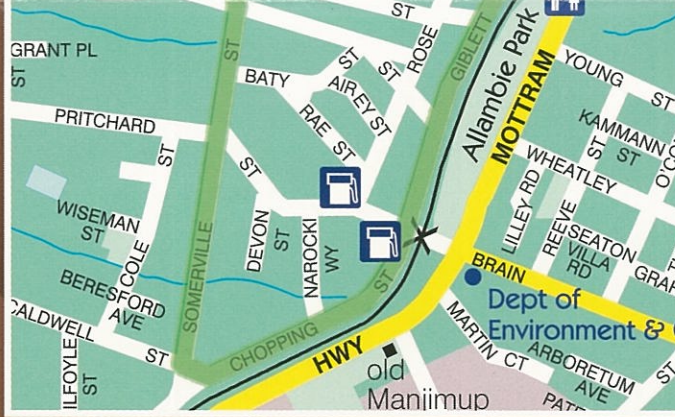 ST
GRANT PL
ST
ST
BATY
ST
ST
ROSE
GIBLETT
Allambie Park
MOTTRAM
YOUNG
ST
AIREY ST
RAE ST
PRITCHARD
ST
ST
KAMMANN
ST
ST
WHEATLEY
LILLEY RD
REEVE
SEATON
VILLA
RD
WISEMAN
ST
COLE
SOMERVILLE
DEVON
ST
NAROCKI
WY
BERESFORD
AVE
CHOPPING
ST
BRAIN
Dept of
Environment &
CALDWELL
ST
ILFOYLE
ST
HWY
old
Manjimup
MARTIN CT
ARBORETUM
AVE
ST